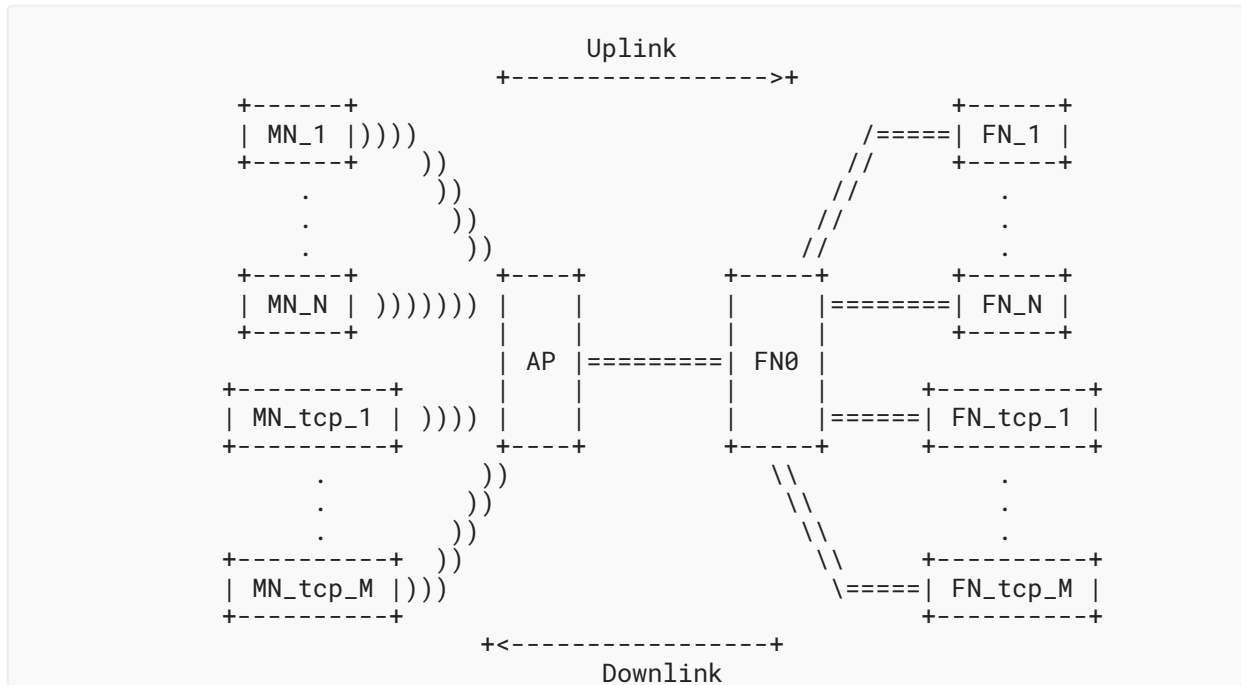 Uplink
+----------------->+
+------+ +------+
| MN_1 |)))) /=====| FN_1 |
+------+ )) // +------+
. )) // .
. )) // .
. )) // .
+------+ +----+ +-----+ +------+
| MN_N | ))))))) | | | |========| FN_N |
+------+ | | | | +------+
| AP |=========| FN0 |
+----------+ | | | | +----------+
| MN_tcp_1 | )))) | | | |======| FN_tcp_1 |
+----------+ +----+ +-----+ +----------+
. )) \\ .
. )) \\ .
. )) \\ .
+----------+ )) \\ +----------+
| MN_tcp_M |))) \=====| FN_tcp_M |
+----------+ +----------+
+<-----------------+
Downlink